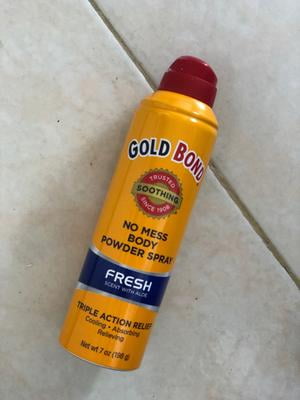 GOLD BOND
TRUSTED
SOOTHING
SINCE 1908
NO MESS
BODY
POWDER SPRAY
FRESH
SCENT WITH ALOE
TRIPLE ACTION RELIEF
Cooling • Absorbing
Relieving
Net wt 7 oz (198 g)